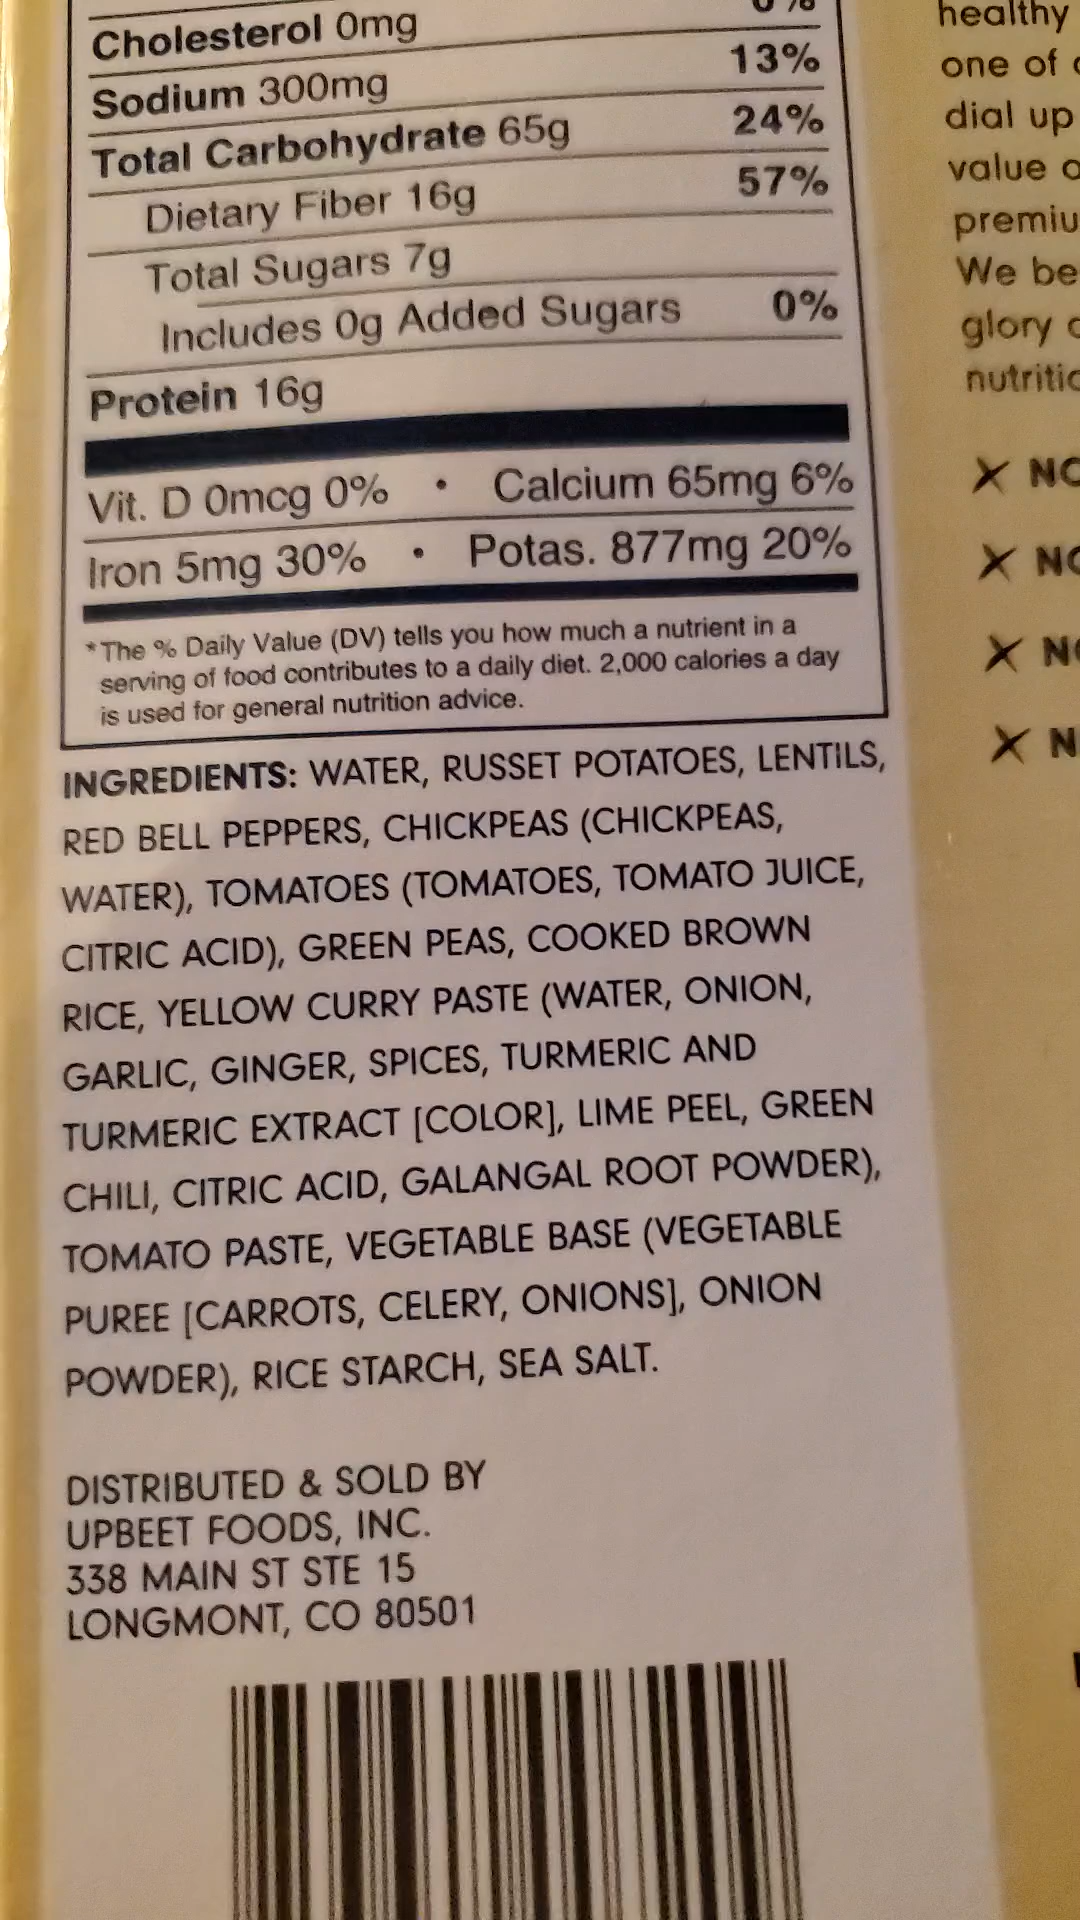 Cholesterol 0mg 0%
Sodium 300mg 13%
Total Carbohydrate 65g 24%
Dietary Fiber 16g 57%
Total Sugars 7g
Includes 0g Added Sugars 0%
Protein 16g
Vit. D 0mcg 0% • Calcium 65mg 6%
Iron 5mg 30% • Potas. 877mg 20%
*The % Daily Value (DV) tells you how much a nutrient in a
serving of food contributes to a daily diet. 2,000 calories a day
is used for general nutrition advice.
INGREDIENTS: WATER, RUSSET POTATOES, LENTILS,
RED BELL PEPPERS, CHICKPEAS (CHICKPEAS,
WATER), TOMATOES (TOMATOES, TOMATO JUICE,
CITRIC ACID), GREEN PEAS, COOKED BROWN
RICE, YELLOW CURRY PASTE (WATER, ONION,
GARLIC, GINGER, SPICES, TURMERIC AND
TURMERIC EXTRACT [COLOR], LIME PEEL, GREEN
CHILI, CITRIC ACID, GALANGAL ROOT POWDER),
TOMATO PASTE, VEGETABLE BASE (VEGETABLE
PUREE [CARROTS, CELERY, ONIONS], ONION
POWDER), RICE STARCH, SEA SALT.
DISTRIBUTED & SOLD BY
UPBEET FOODS, INC.
338 MAIN ST STE 15
LONGMONT, CO 80501
healthy
one of
dial up
value
We
glory